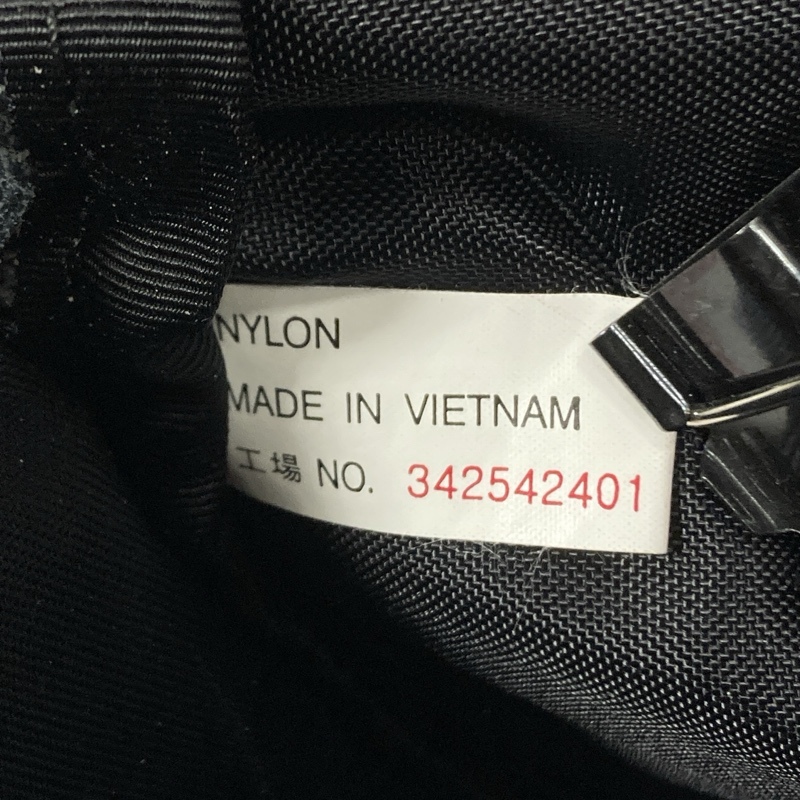 NYLON
MADE IN VIETNAM
工場 NO. 342542401